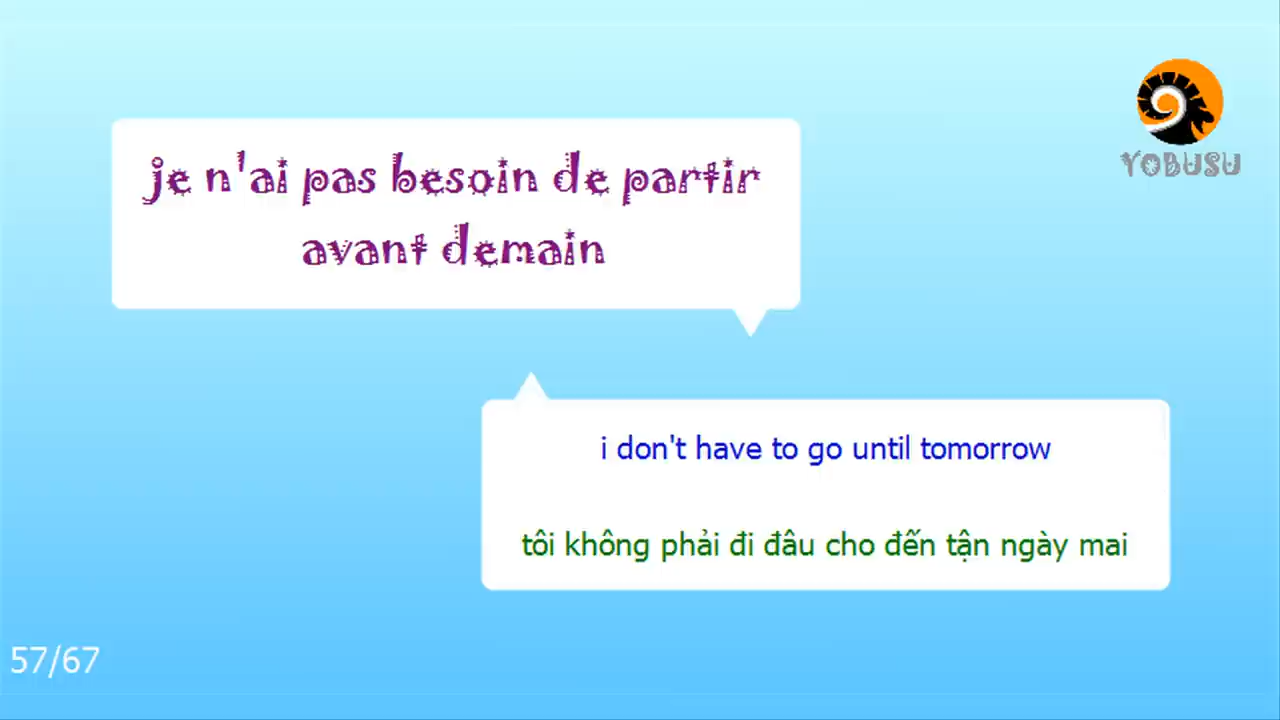 YOBUSU
je n'ai pas besoin de partir
avant demain
i don't have to go until tomorrow
tôi không phải đi đâu cho đến tận ngày mai
57/67